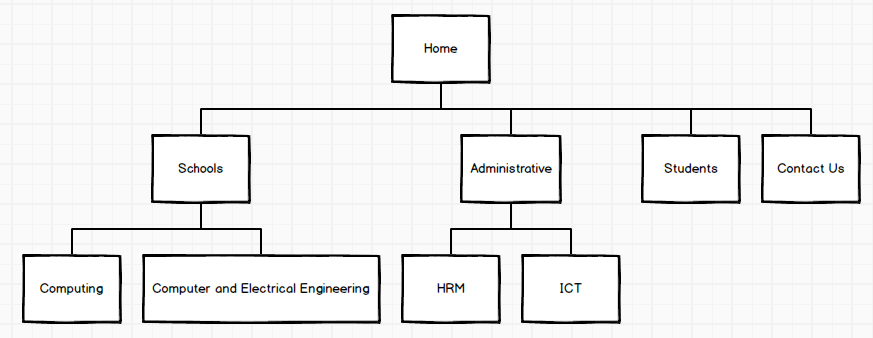 Home
Schools
Administrative
Students
Contact Us
Computing
Computer and Electrical Engineering
HRM
ICT